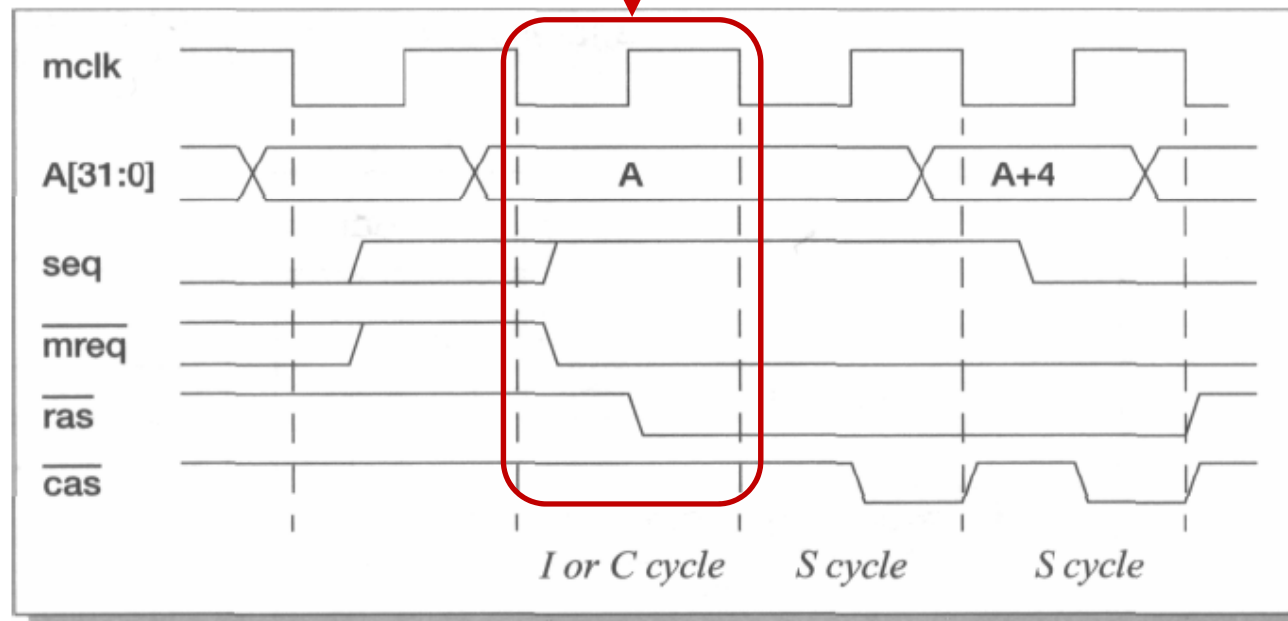 mclk
A[31:0] A A+4
seq
mreq
ras
cas
I or C cycle S cycle S cycle